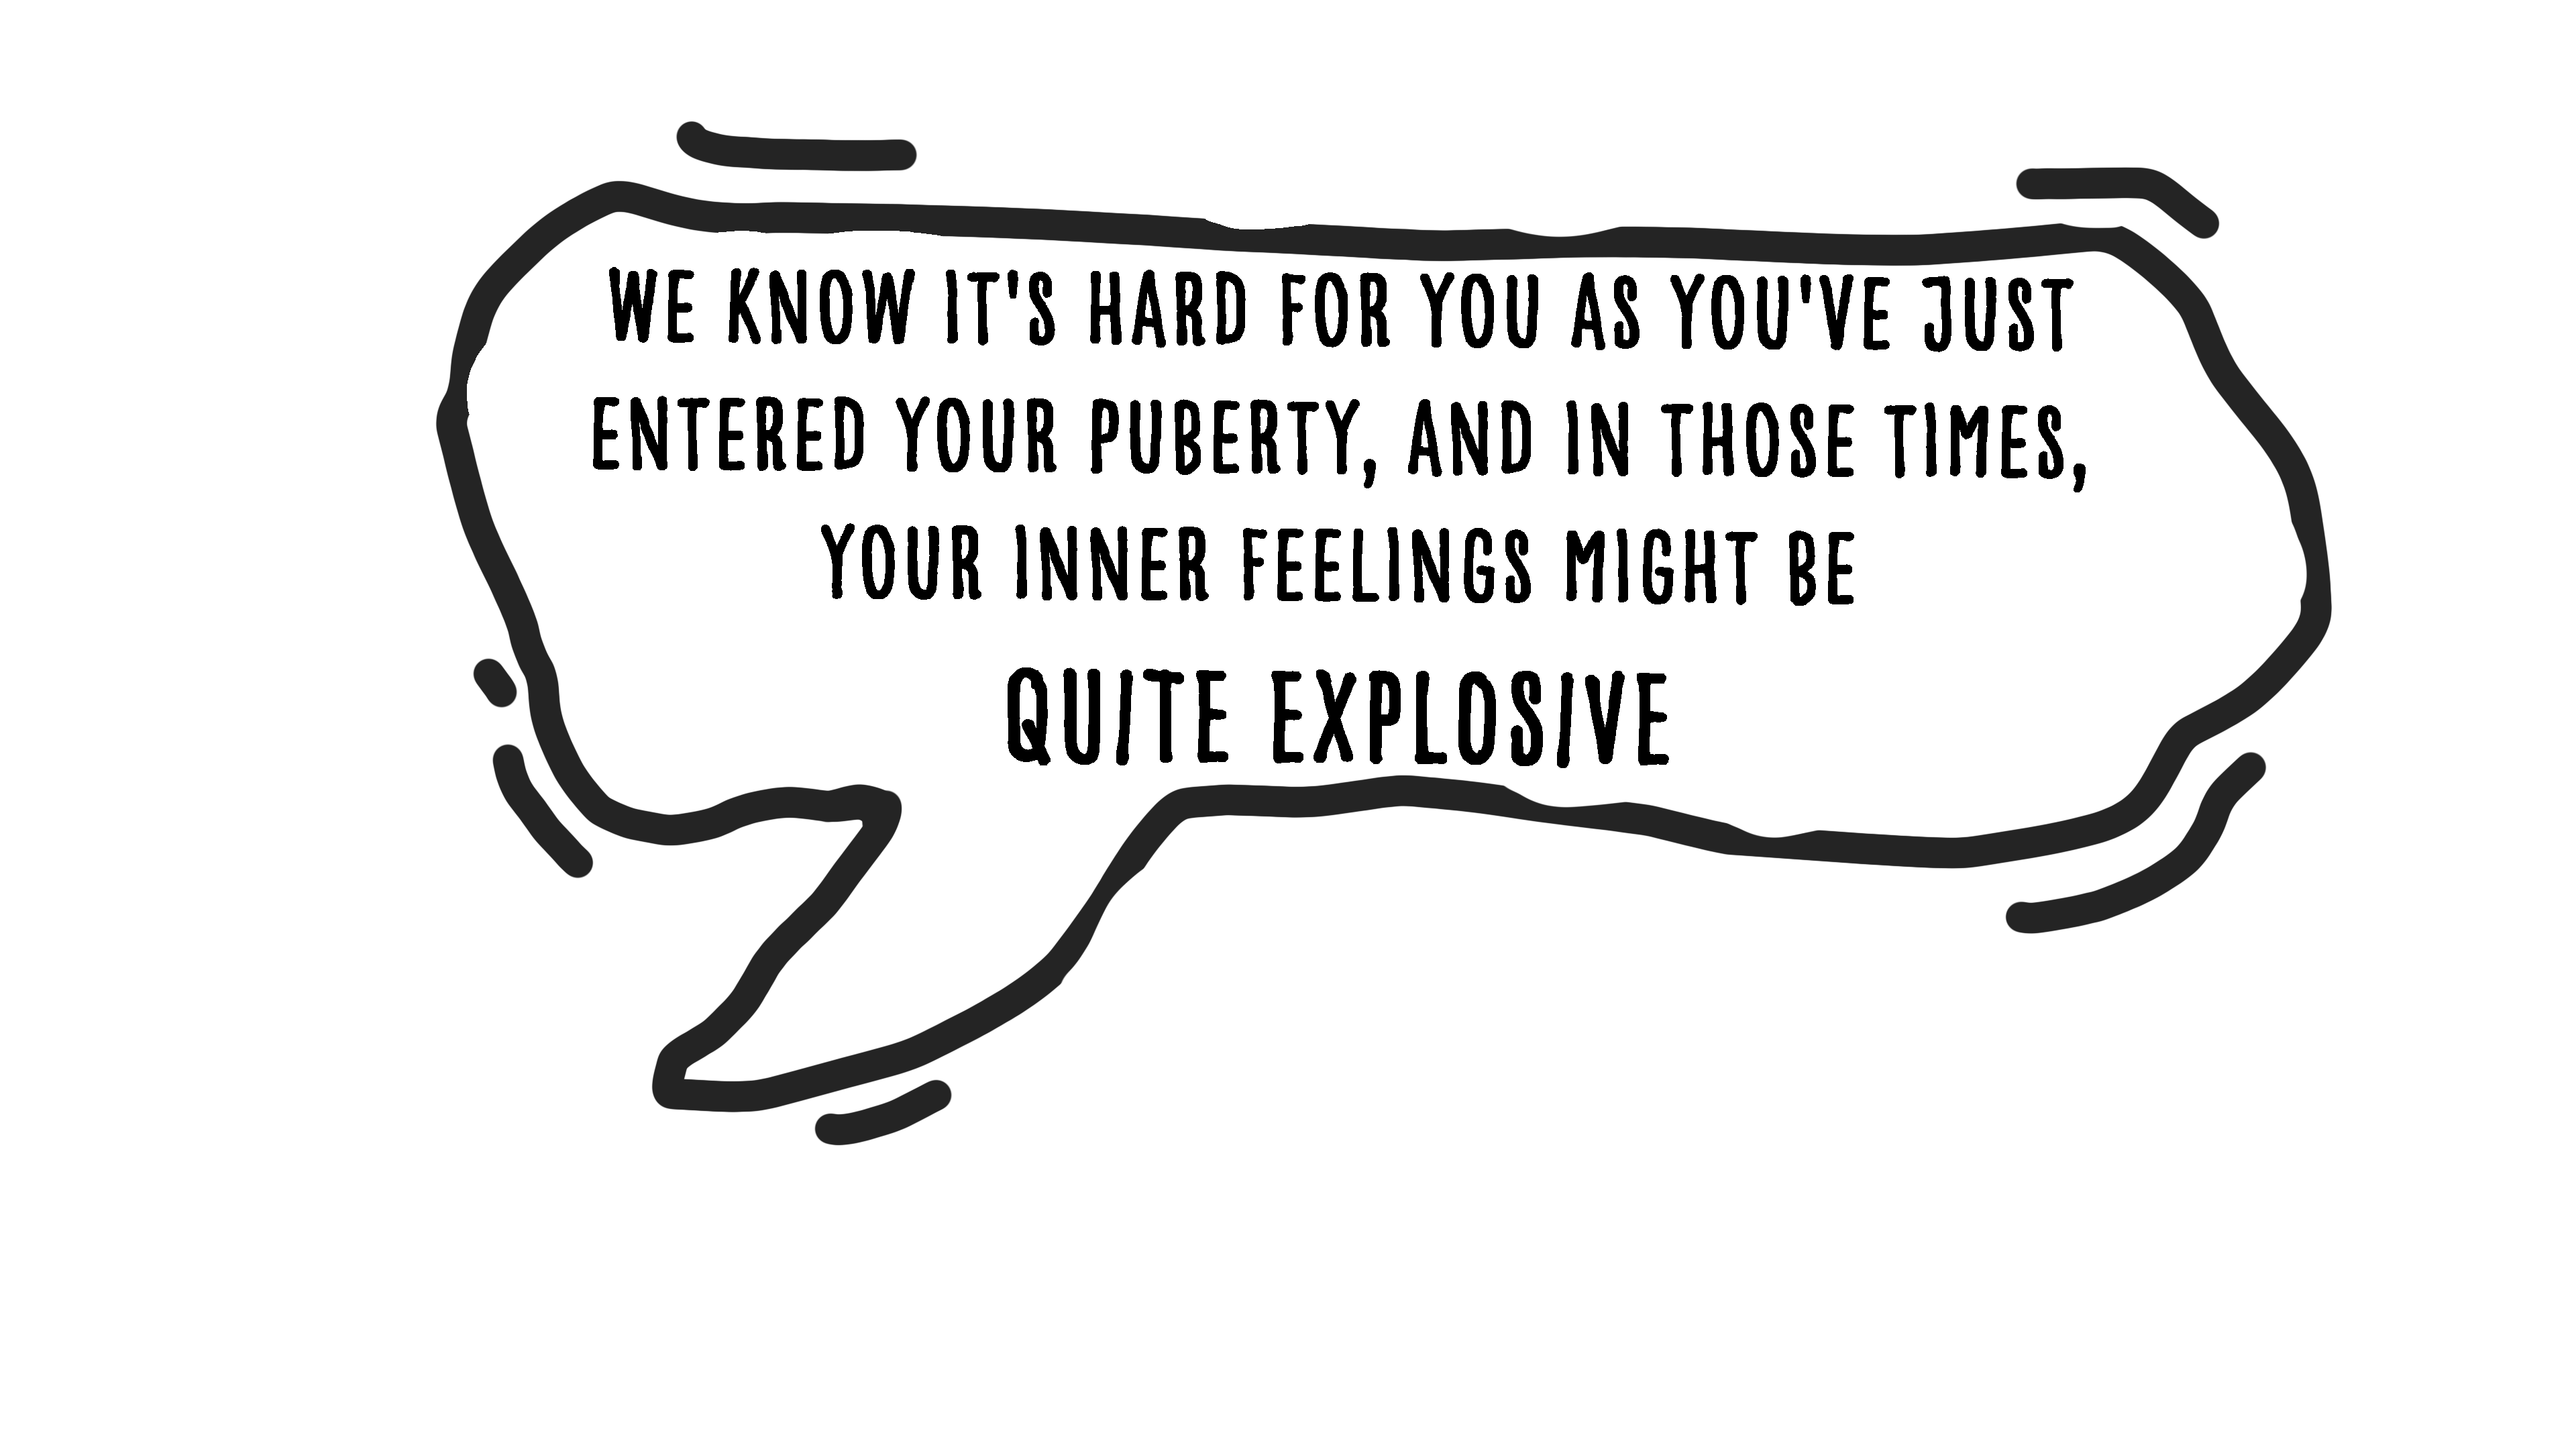 WE KNOW IT'S HARD FOR YOU AS YOU'VE JUST
ENTERED YOUR PUBERTY, AND IN THOSE TIMES,
YOUR INNER FEELINGS MIGHT BE
QUITE EXPLOSIVE